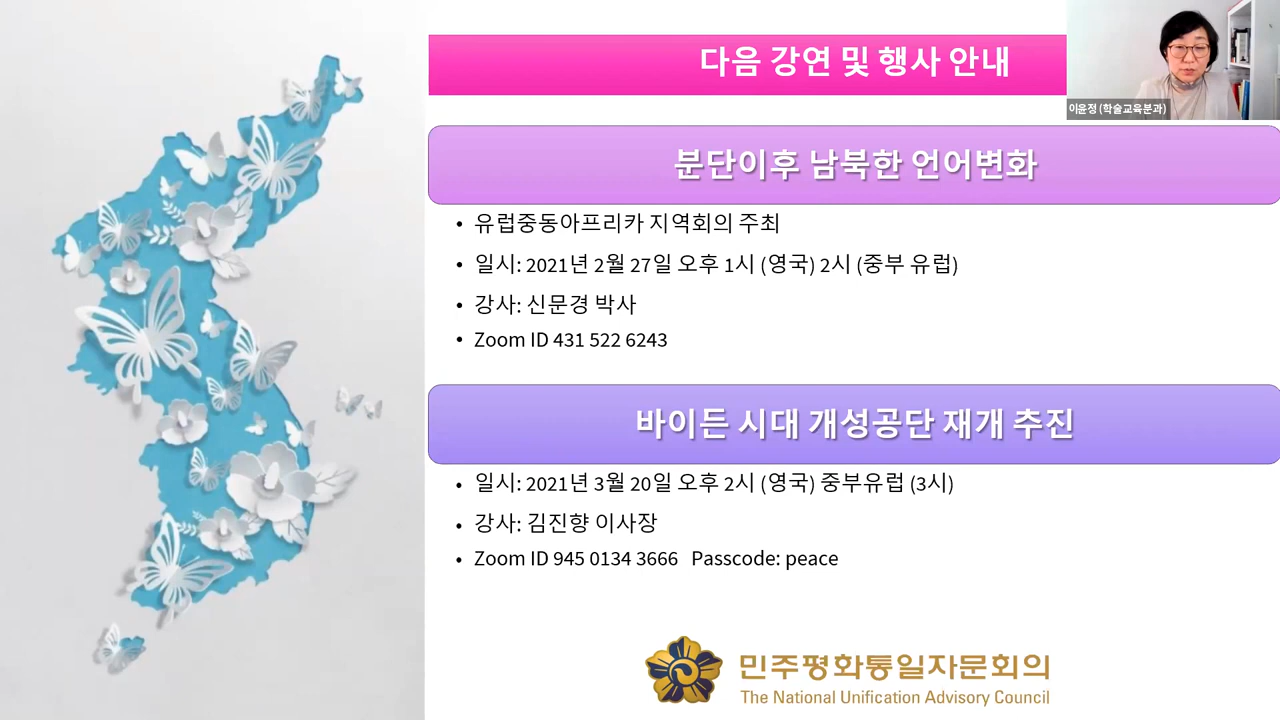 다음 강연 및 행사 안내
이윤정 (학술교육분과)
분단이후 남북한 언어변화
• 유럽중동아프리카 지역회의 주최
• 일시: 2021년 2월 27일 오후 1시 (영국) 2시 (중부 유럽)
• 강사: 신문경 박사
• Zoom ID 431 522 6243
바이든 시대 개성공단 재개 추진
• 일시: 2021년 3월 20일 오후 2시 (영국) 중부유럽 (3시)
• 강사: 김진향 이사장
• Zoom ID 945 0134 3666 Passcode: peace
민주평화통일자문회의
The National Unification Advisory Council